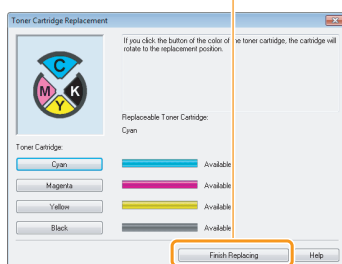 Toner Cartridge Replacement
If you click the button of the color of the toner cartridge, the cartridge will
rotate to the replacement position.
C
M K
Y
Replaceable Toner Cartridge:
Cyan
Toner Cartridge:
Cyan Available
Magenta Available
Yellow Available
Black Available
Finish Replacing Help